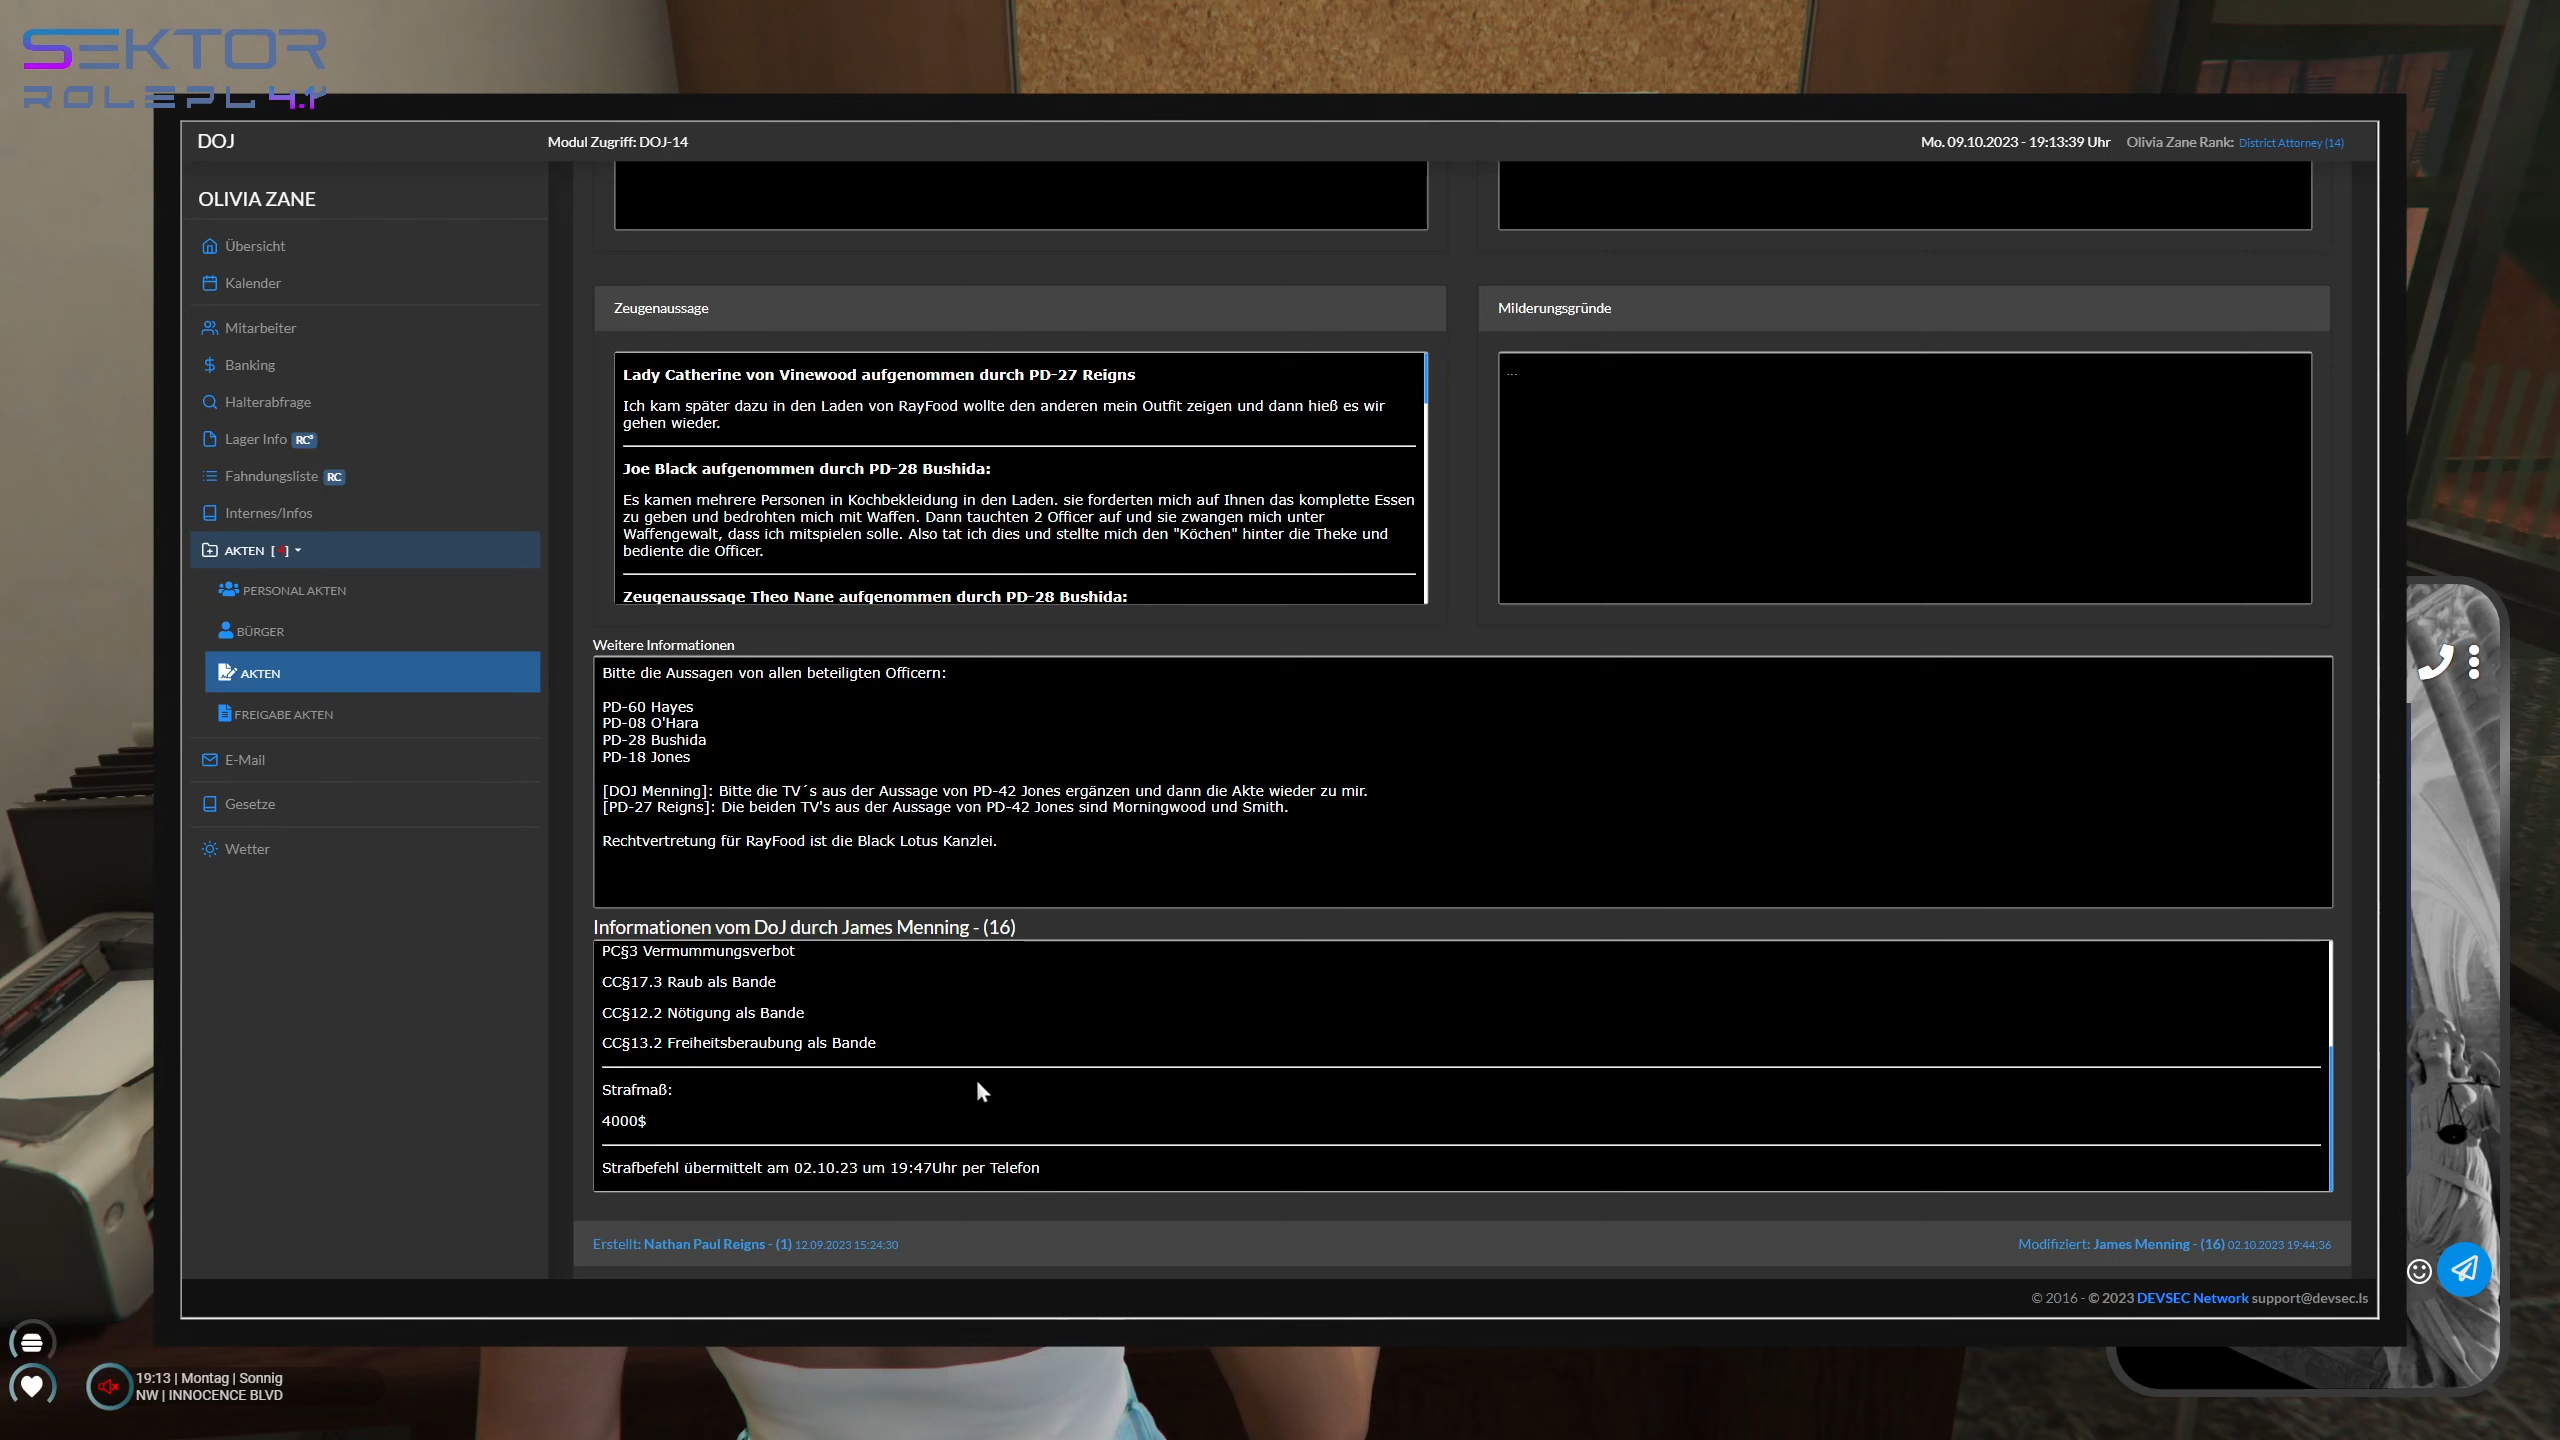 SEKTOR
ROLEPL4.Y
DOJ
Modul Zugriff: DOJ-14
Mo. 09.10.2023 - 19:13:39 Uhr Olivia Zane Rank: District Attorney (14)
OLIVIA ZANE
Übersicht
Kalender
Mitarbeiter
Banking
Halterabfrage
Lager Info RC³
Fahndungsliste RC
Internes/Infos
AKTEN [ ]
PERSONAL AKTEN
BÜRGER
AKTEN
FREIGABE AKTEN
E-Mail
Gesetze
Wetter
Zeugenaussage
Lady Catherine von Vinewood aufgenommen durch PD-27 Reigns
Ich kam später dazu in den Laden von RayFood wollte den anderen mein Outfit zeigen und dann hieß es wir
gehen wieder.
Joe Black aufgenommen durch PD-28 Bushida:
Es kamen mehrere Personen in Kochbekleidung in den Laden. sie forderten mich auf Ihnen das komplette Essen
zu geben und bedrohten mich mit Waffen. Dann tauchten 2 Officer auf und sie zwangen mich unter
Waffengewalt, dass ich mitspielen solle. Also tat ich dies und stellte mich den "Köchen" hinter die Theke und
bediente die Officer.
Zeugenaussage Theo Nane aufgenommen durch PD-28 Bushida:
Milderungsgründe
...
Weitere Informationen
Bitte die Aussagen von allen beteiligten Officern:
PD-60 Hayes
PD-08 O'Hara
PD-28 Bushida
PD-18 Jones
[DOJ Menning]: Bitte die TV´s aus der Aussage von PD-42 Jones ergänzen und dann die Akte wieder zu mir.
[PD-27 Reigns]: Die beiden TV's aus der Aussage von PD-42 Jones sind Morningwood und Smith.
Rechtvertretung für RayFood ist die Black Lotus Kanzlei.
Informationen vom DoJ durch James Menning - (16)
PC§3 Vermummungsverbot
CC§17.3 Raub als Bande
CC§12.2 Nötigung als Bande
CC§13.2 Freiheitsberaubung als Bande
Strafmaß:
4000$
Strafbefehl übermittelt am 02.10.23 um 19:47Uhr per Telefon
Erstellt: Nathan Paul Reigns - (1) 12.09.2023 15:24:30
Modifiziert: James Menning - (16) 02.10.2023 19:44:36
© 2016 - © 2023 DEVSEC Network support@devsec.ls
19:13 | Montag | Sonnig
NW | INNOCENCE BLVD